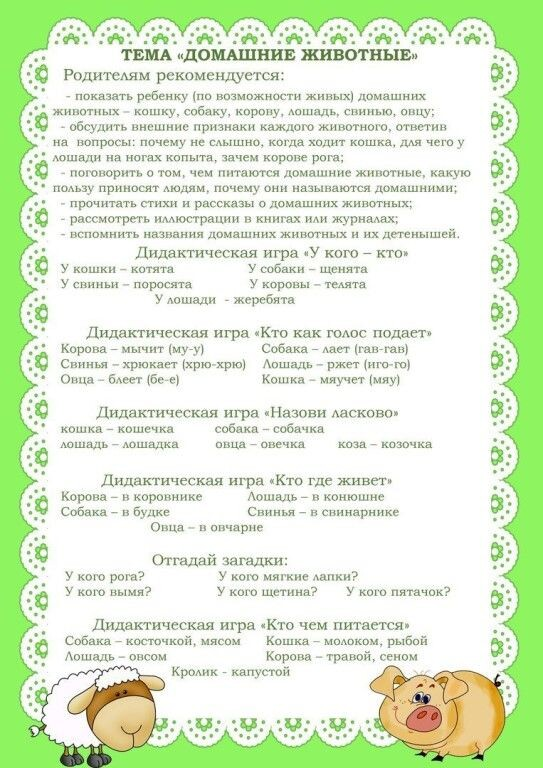 ТЕМА «ДОМАШНИЕ ЖИВОТНЫЕ»
Родителям рекомендуется:
- показать ребенку (по возможности живых) домашних
животных – кошку, собаку, корову, лошадь, свинью, овцу;
- обсудить внешние признаки каждого животного, ответив
на вопросы: почему не слышно, когда ходит кошка, для чего у
лошади на ногах копыта, зачем корове рога;
- поговорить о том, чем питаются домашние животные, какую
пользу приносят людям, почему они называются домашними;
- прочитать стихи и рассказы о домашних животных;
- рассмотреть иллюстрации в книгах или журналах;
- вспомнить названия домашних животных и их детенышей.
Дидактическая игра «У кого – кто»
У кошки – котята У собаки – щенята
У свиньи – поросята У коровы – телята
У лошади - жеребята
Дидактическая игра «Кто как голос подает»
Корова – мычит (му-у) Собака – лает (гав-гав)
Свинья – хрюкает (хрю-хрю) Лошадь – ржет (иго-го)
Овца – блеет (бе-е) Кошка – мяучет (мяу)
Дидактическая игра «Назови ласково»
кошка – кошечка собака – собачка
лошадь – лошадка овца – овечка коза – козочка
Дидактическая игра «Кто где живет»
Корова – в коровнике Лошадь – в конюшне
Собака – в будке Свинья – в свинарнике
Овца – в овчарне
Отгадай загадки:
У кого рога? У кого мягкие лапки?
У кого вымя? У кого щетина? У кого пятачок?
Дидактическая игра «Кто чем питается»
Собака – косточкой, мясом Кошка – молоком, рыбой
Лошадь – овсом Корова – травой, сеном
Кролик - капустой